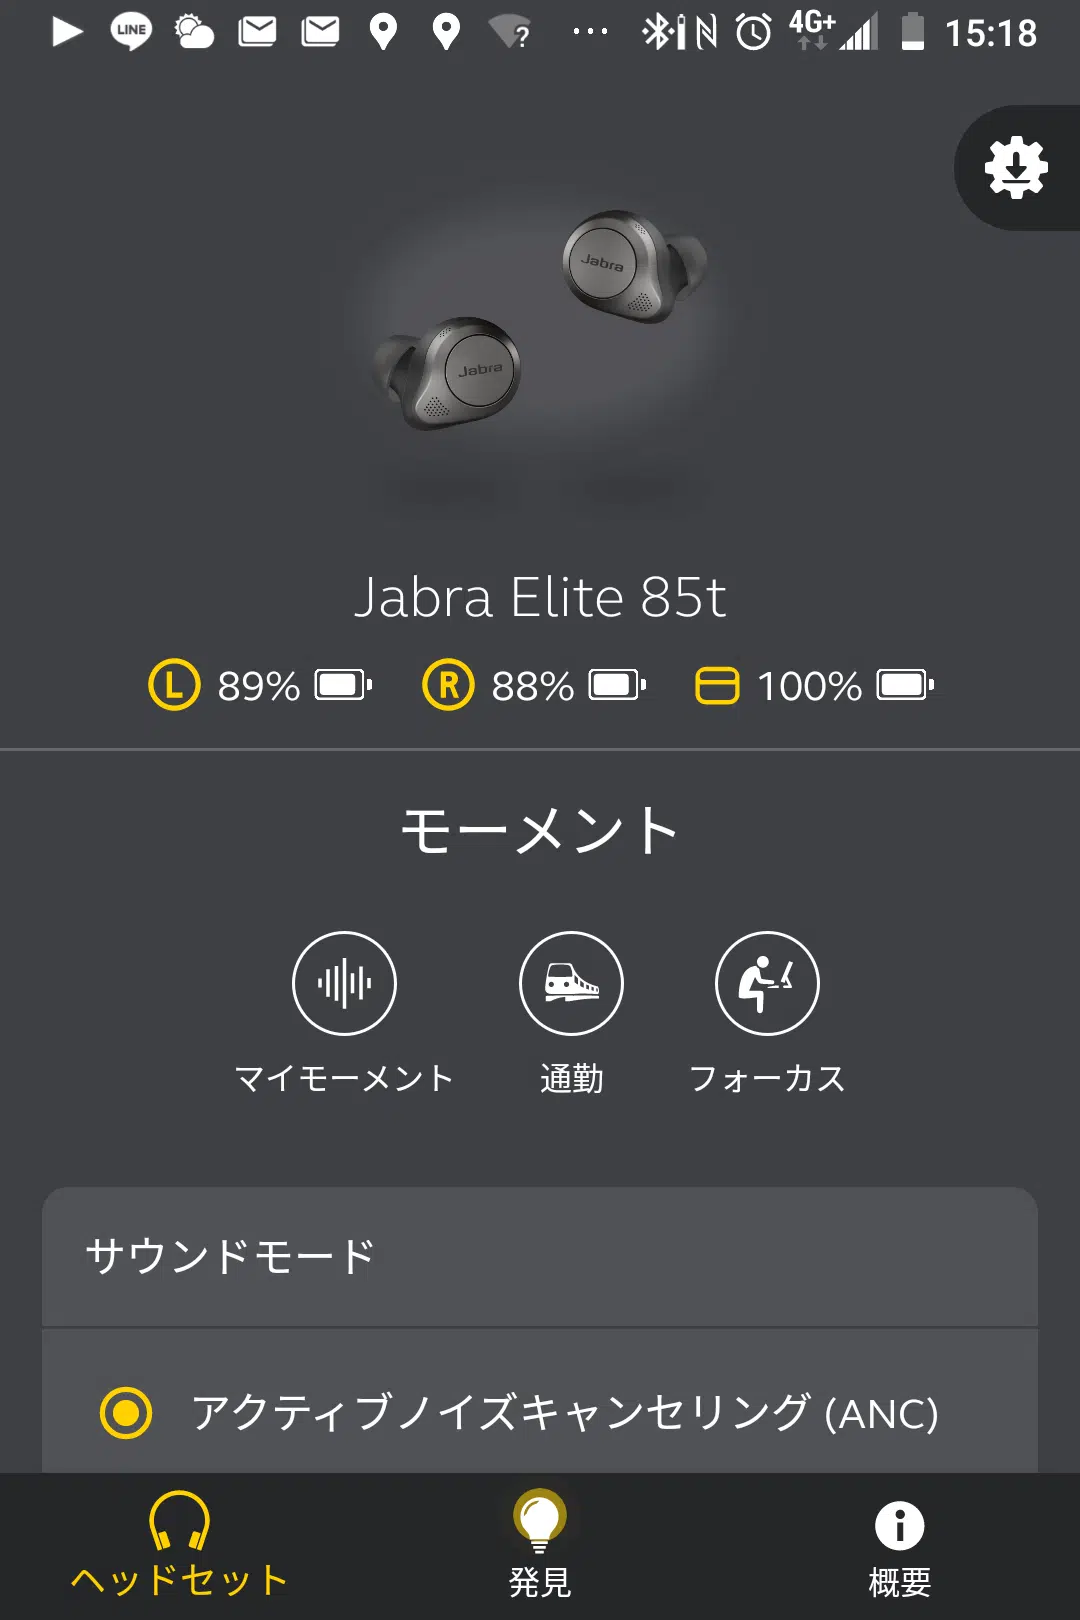 LINE ? ... 4G+ 15:18
Jabra
Jabra
Jabra Elite 85t
L 89% R 88% 100%
モーメント
マイモーメント 通勤 フォーカス
サウンドモード
アクティブノイズキャンセリング (ANC)
ヘッドセット 発見 概要